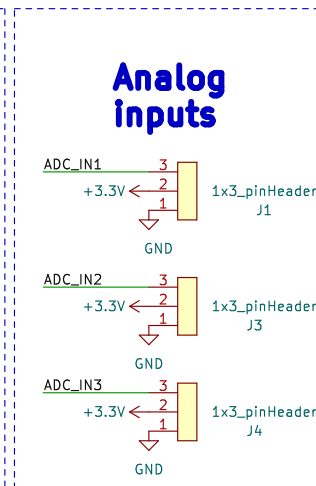 Analog
inputs
ADC_IN1 3
+3.3V 2 1x3_pinHeader
1 J1
GND
ADC_IN2 3
+3.3V 2 1x3_pinHeader
1 J3
GND
ADC_IN3 3
+3.3V 2 1x3_pinHeader
1 J4
GND